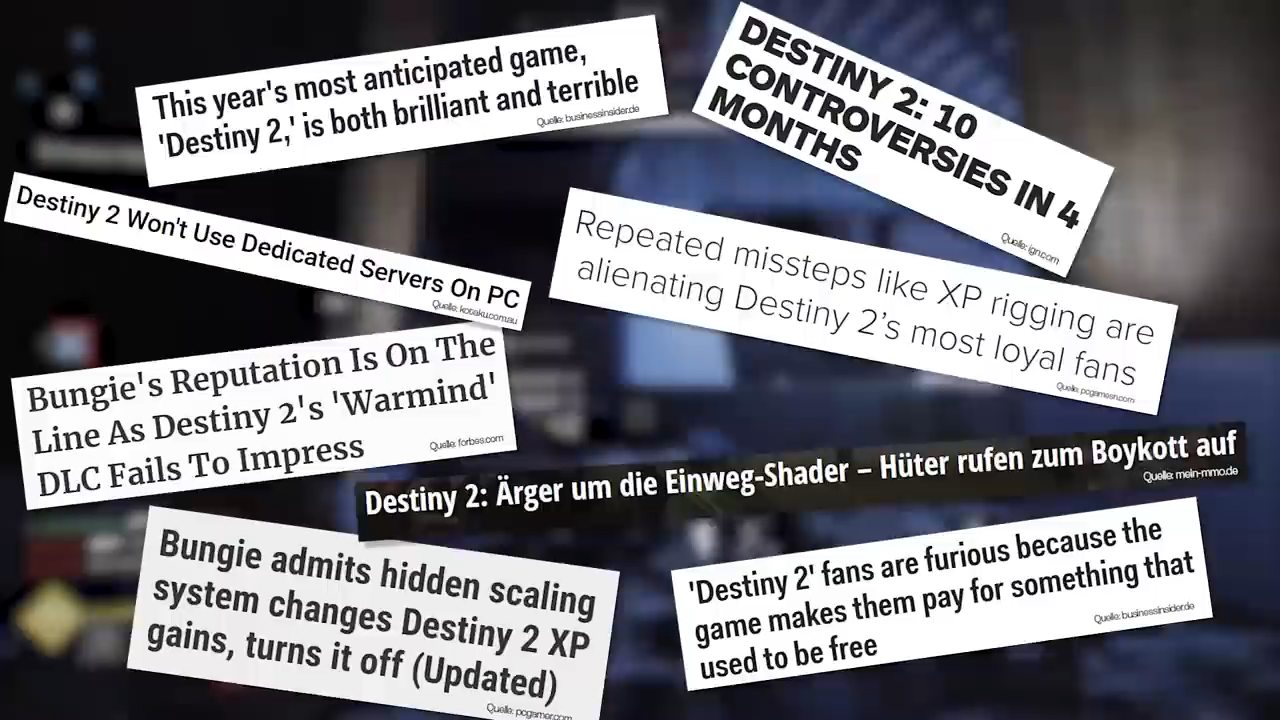 This year's most anticipated game,
'Destiny 2,' is both brilliant and terrible
Quelle: businessinsider.de
DESTINY 2: 10
CONTROVERSIES IN 4
MONTHS
Quelle: ign.com
Destiny 2 Won't Use Dedicated Servers On PC
Quelle: kotaku.com.au
Repeated missteps like XP rigging are
alienating Destiny 2’s most loyal fans
Quelle: pcgamesn.com
Bungie's Reputation Is On The
Line As Destiny 2's 'Warmind'
DLC Fails To Impress
Quelle: forbes.com
Destiny 2: Ärger um die Einweg-Shader – Hüter rufen zum Boykott auf
Quelle: mein-mmo.de
Bungie admits hidden scaling
system changes Destiny 2 XP
gains, turns it off (Updated)
Quelle: pcgamer.com
'Destiny 2' fans are furious because the
game makes them pay for something that
used to be free
Quelle: businessinsider.de